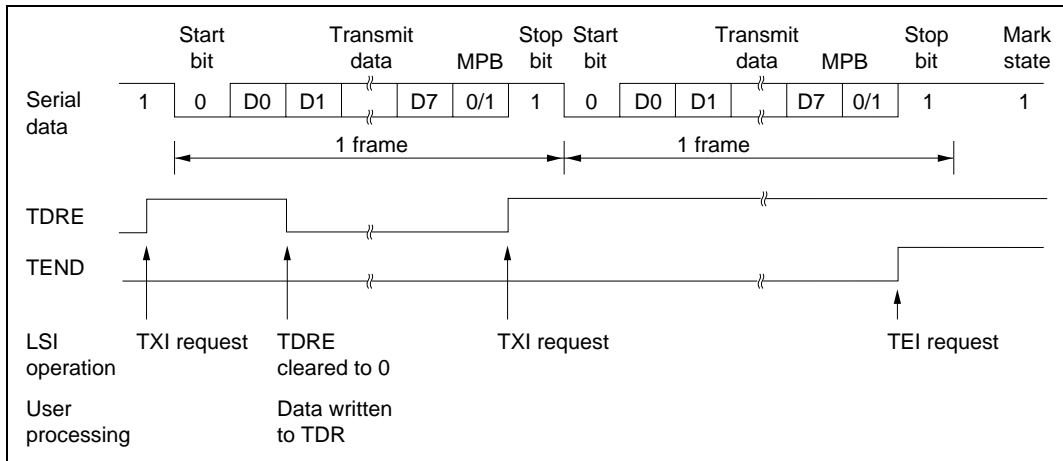 Start Transmit Stop Start Transmit Stop Mark
bit data MPB bit bit data MPB bit state
Serial data 1 0 D0 D1 D7 0/1 1 0 D0 D1 D7 0/1 1 1
1 frame 1 frame
TDRE
TEND
LSI operation TXI request TDRE cleared to 0 TXI request TEI request
User processing Data written to TDR